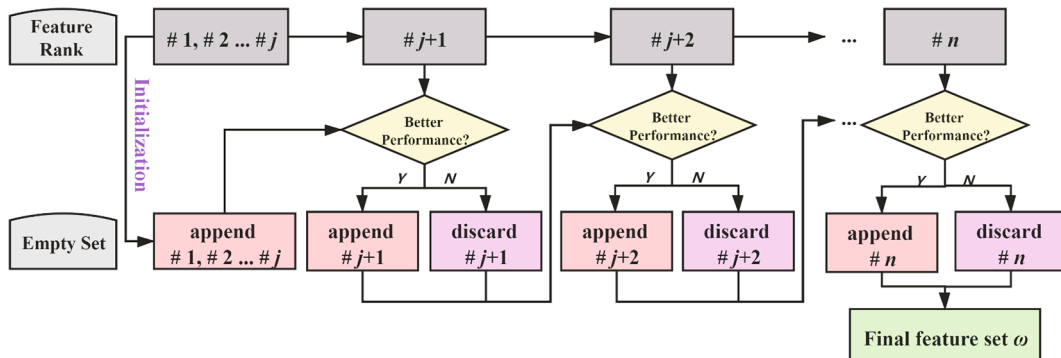 Feature
Rank
# 1, # 2 ... # j
# j+1
# j+2
...
# n
Initialization
Better
Performance?
Better
Performance?
...
Better
Performance?
Y
N
Y
N
Y
N
Empty Set
append
# 1, # 2 ... # j
append
# j+1
discard
# j+1
append
# j+2
discard
# j+2
append
# n
discard
# n
Final feature set ω